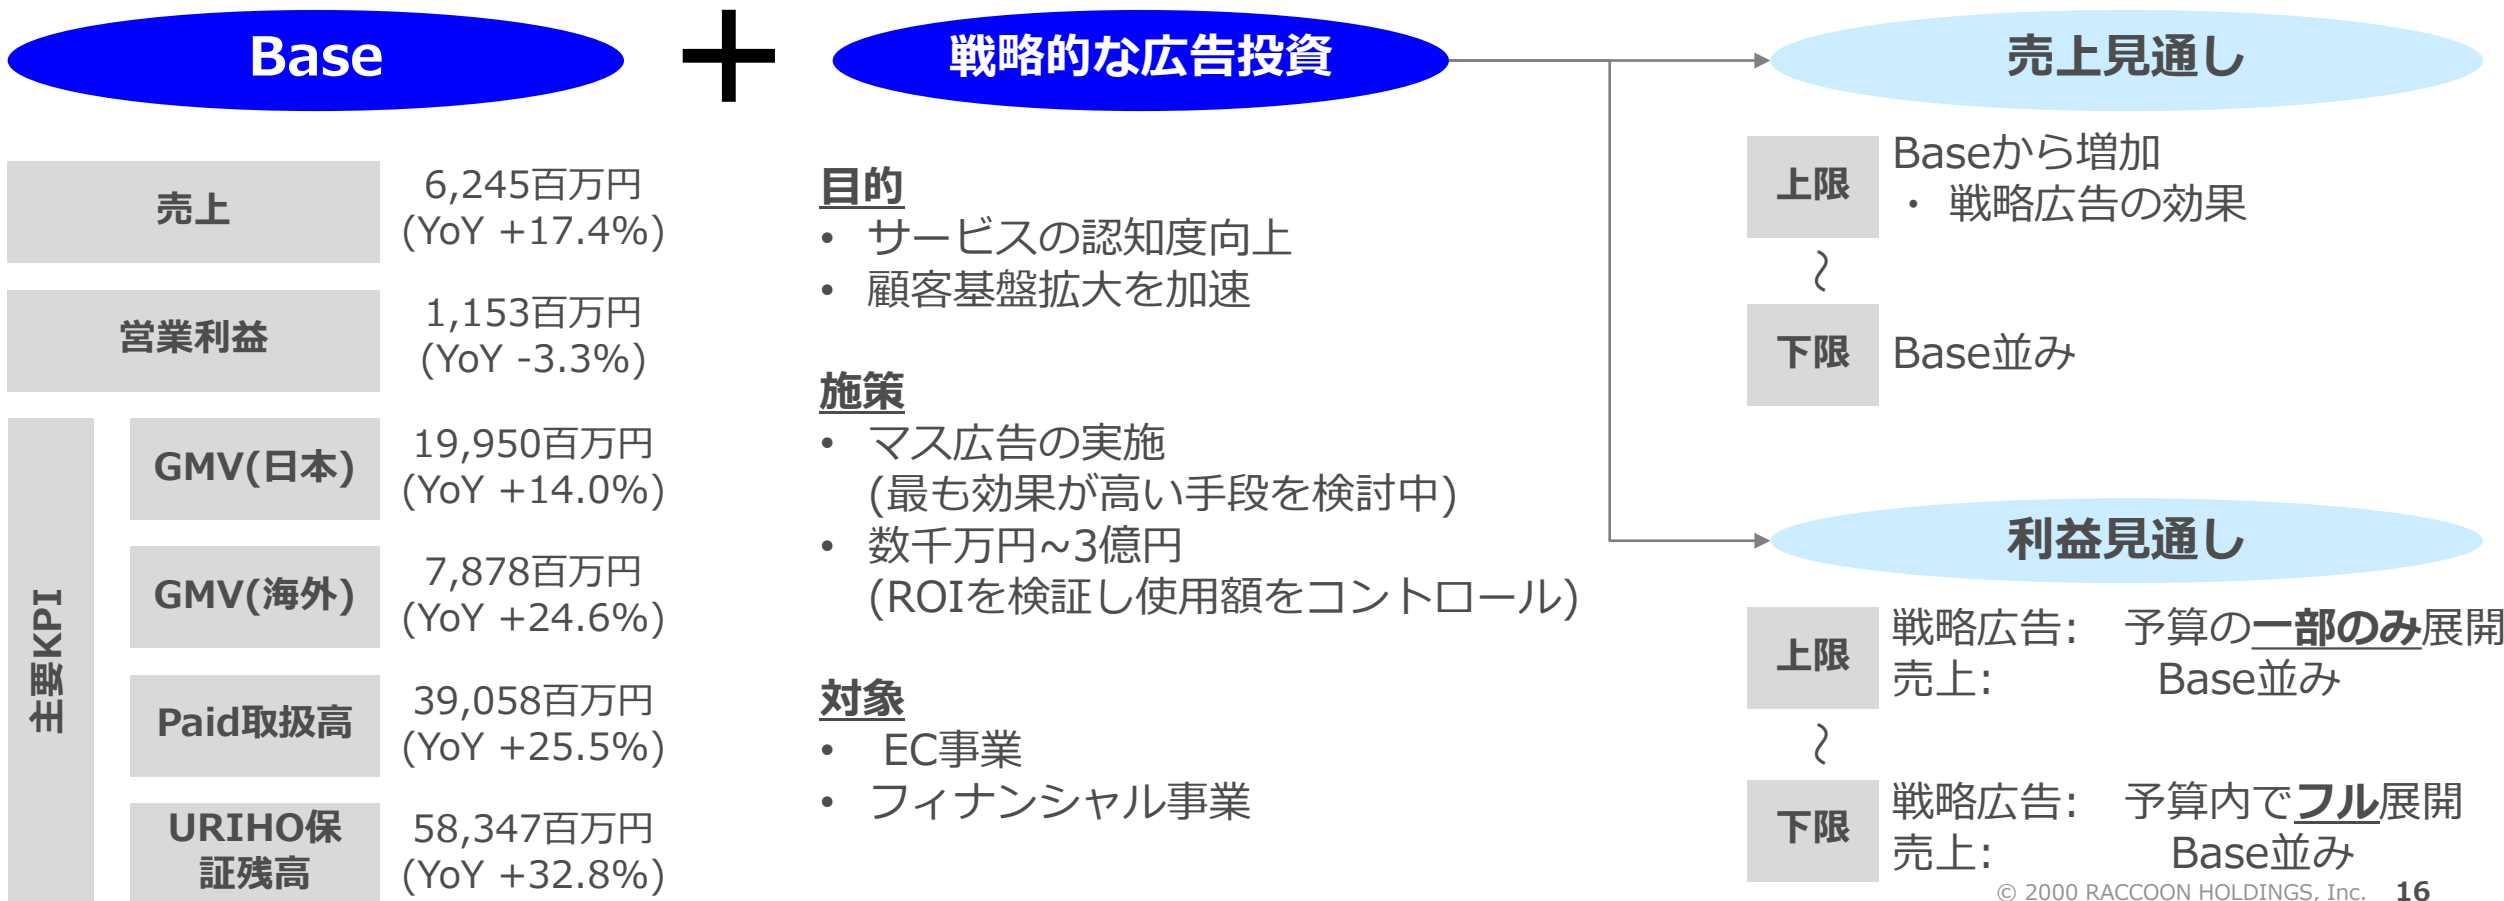 Base
+
戦略的な広告投資
売上見通し
売上
6,245百万円
(YoY +17.4%)
営業利益
1,153百万円
(YoY -3.3%)
主要KPI
GMV(日本)
19,950百万円
(YoY +14.0%)
GMV(海外)
7,878百万円
(YoY +24.6%)
Paid取扱高
39,058百万円
(YoY +25.5%)
URIHO保
証残高
58,347百万円
(YoY +32.8%)
目的
• サービスの認知度向上
• 顧客基盤拡大を加速
施策
• マス広告の実施
(最も効果が高い手段を検討中)
• 数千万円~3億円
(ROIを検証し使用額をコントロール)
対象
• EC事業
• フィナンシャル事業
上限
Baseから増加
・ 戦略広告の効果
~
下限
Base並み
利益見通し
上限
戦略広告: 予算の一部のみ展開
売上: Base並み
~
下限
戦略広告: 予算内でフル展開
売上: Base並み
© 2000 RACCOON HOLDINGS, Inc. 16